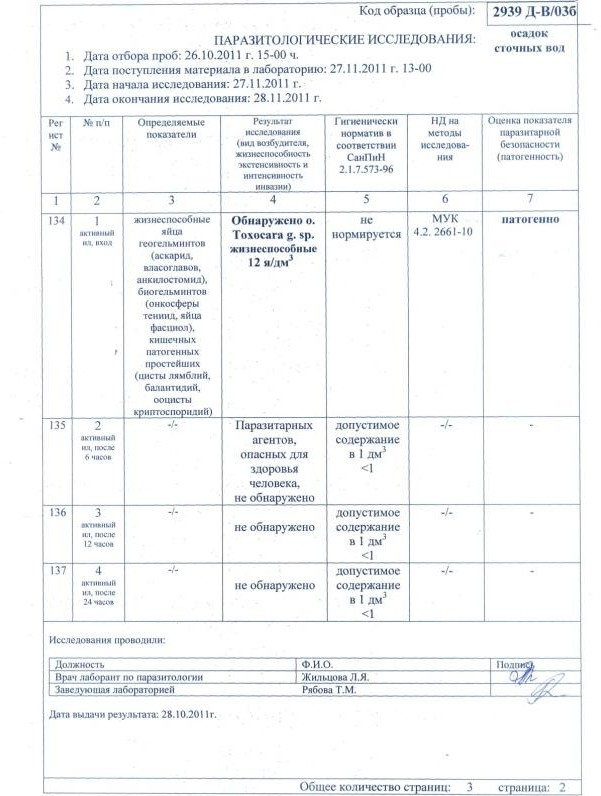 Код образца (пробы): 2939 Д-В/03б
осадок
сточных вод
ПАРАЗИТОЛОГИЧЕСКИЕ ИССЛЕДОВАНИЯ:
1. Дата отбора проб: 26.10.2011 г. 15-00 ч.
2. Дата поступления материала в лабораторию: 27.11.2011 г. 13-00
3. Дата начала исследования: 27.11.2011 г.
4. Дата окончания исследования: 28.11.2011 г.
Рег
ист
№
№ п/п
Определяемые
показатели
Результат
исследования
(вид возбудителя,
жизнеспособность
экстенсивность и
интенсивность
инвазии)
Гигиенически
норматив в
соответствии
СанПиН
2.1.7.573-96
НД на
методы
исследова-
ния
Оценка показателя
паразитарной
безопасности
(патогенность)
1 2 3 4 5 6 7
134
1
активный
ил, вход
жизнеспособные
яйца
геогельминтов
(аскарид,
власоглавов,
анкилостомид),
биогельминтов
(онкосферы
тениид, яйца
фасциол),
кишечных
патогенных
простейших
(цисты лямблий,
балантидий,
ооцисты
криптоспоридий)
Обнаружено о.
Toxocara g. sp.
жизнеспособные
12 я/дм³
не
нормируется
МУК
4.2. 2661-10
патогенно
135
2
активный
ил, после
6 часов
-/-
Паразитарных
агентов,
опасных для
здоровья
человека,
не обнаружено
допустимое
содержание
в 1 дм³
<1
-/-
-
136
3
активный
ил, после
12 часов
-/-
не обнаружено
допустимое
содержание
в 1 дм³
<1
-/-
-
137
4
активный
ил, после
24 часов
-/-
не обнаружено
допустимое
содержание
в 1 дм³
<1
-/-
-
Исследования проводили:
Должность Ф.И.О. Подпись
Врач лаборант по паразитологии Жильцова Л.Я.
Заведующая лабораторией Рябова Т.М.
Дата выдачи результата: 28.10.2011г.
Общее количество страниц: 3 страница: 2